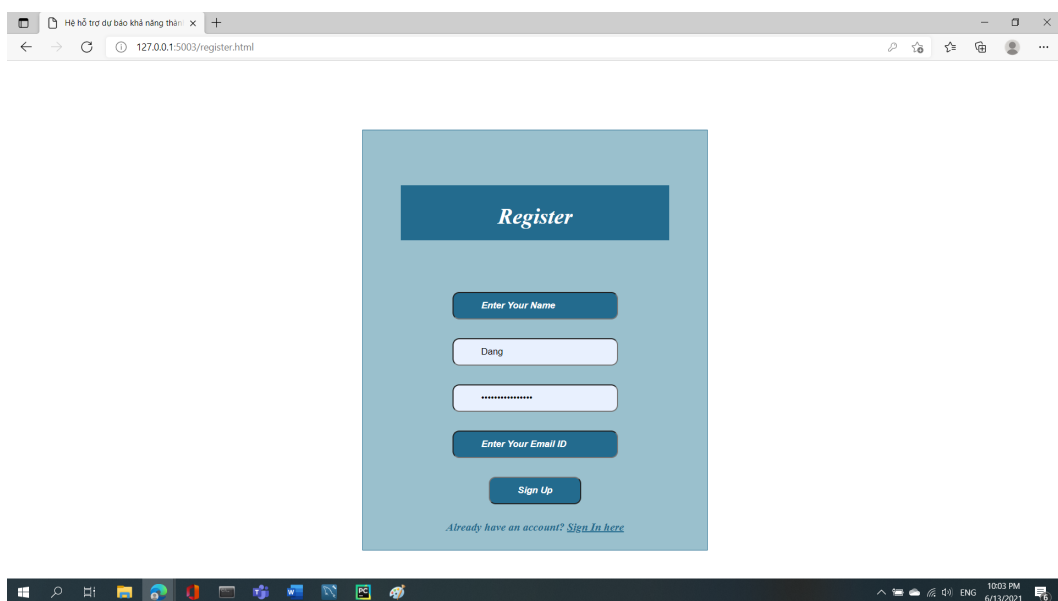 Hệ hỗ trợ dự báo khả năng thàn
127.0.0.1:5003/register.html
Register
Enter Your Name
Dang
Enter Your Email ID
Sign Up
Already have an account? Sign In here
ENG
10:03 PM
6/13/2021